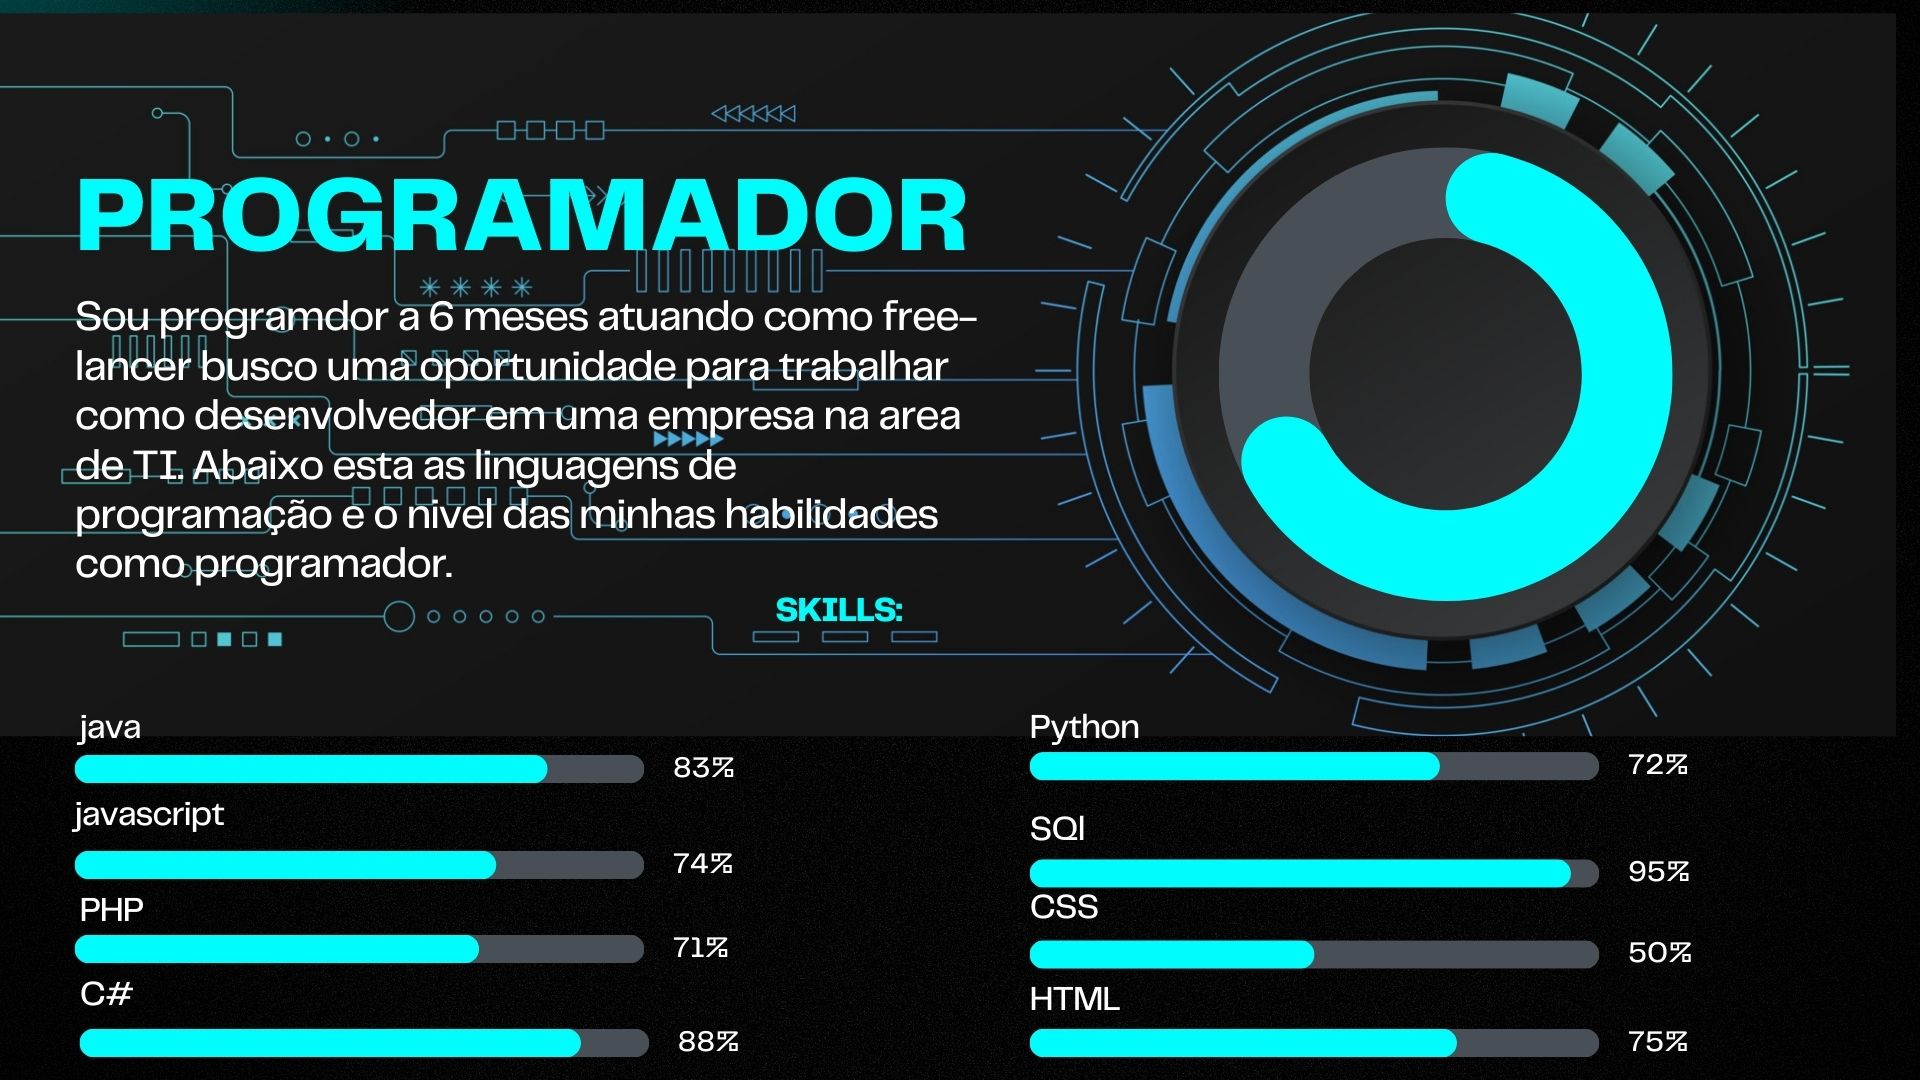 PROGRAMADOR
Sou programdor a 6 meses atuando como free-
lancer busco uma oportunidade para trabalhar
como desenvolvedor em uma empresa na area
de TI. Abaixo esta as linguagens de
programação e o nivel das minhas habilidades
como programador.
SKILLS:
java
83%
javascript
74%
PHP
71%
C#
88%
Python
72%
SQl
95%
CSS
50%
HTML
75%